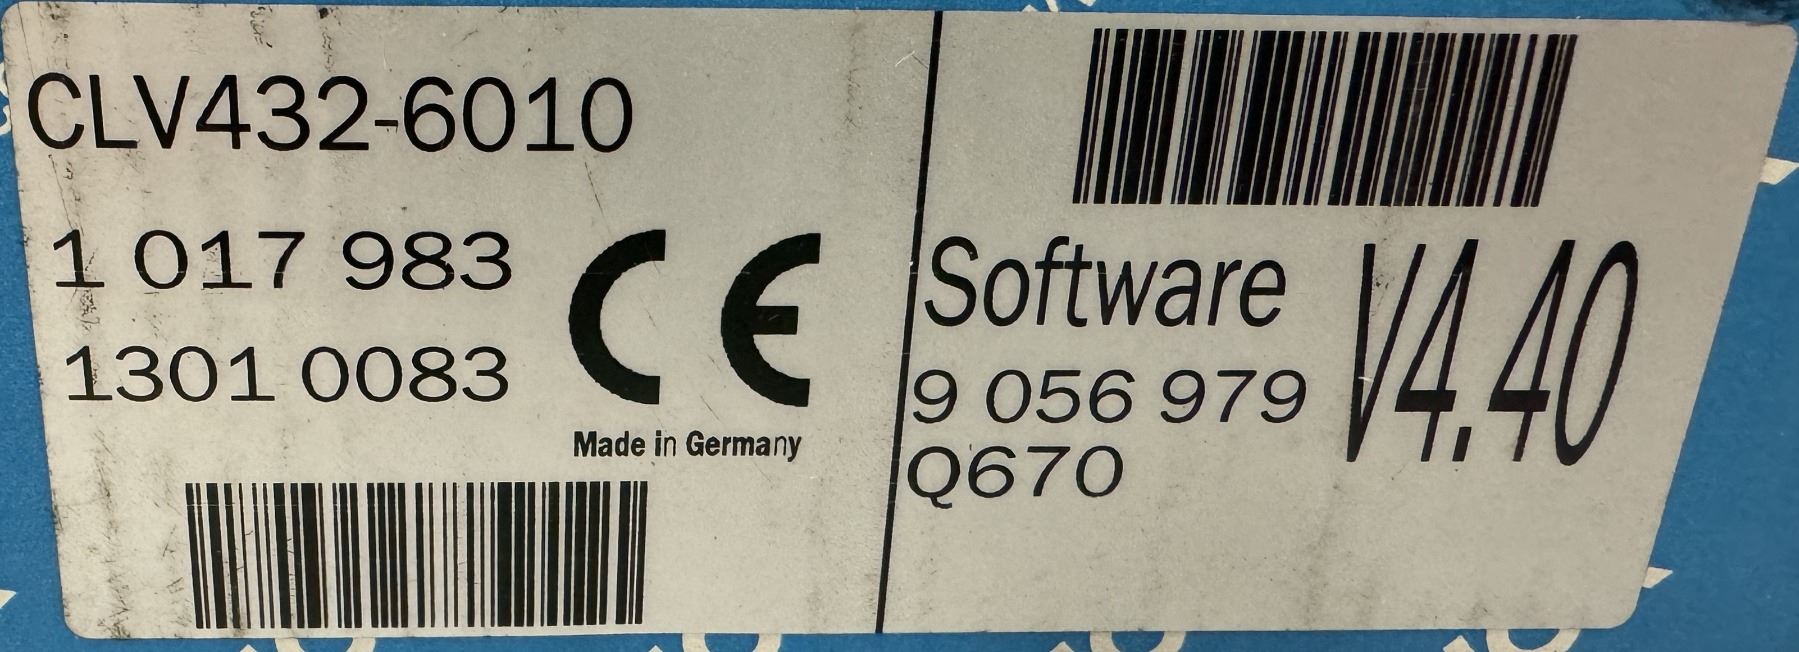 CLV432-6010
1 017 983
1301 0083
CE
Made in Germany
Software V4.40
9 056 979
Q670